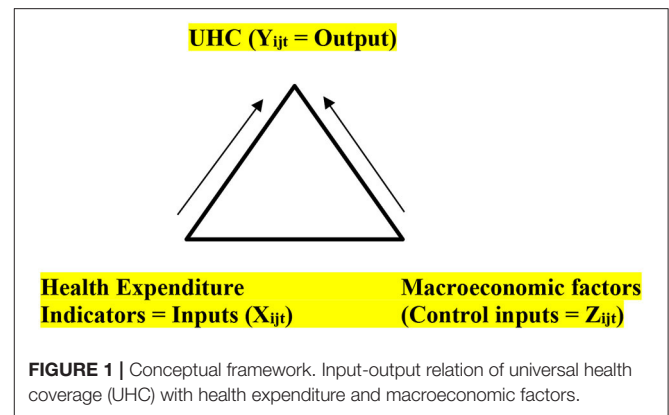 UHC (Yijt = Output)
Health Expenditure
Indicators = Inputs (Xijt)
Macroeconomic factors
(Control inputs = Zijt)
FIGURE 1 | Conceptual framework. Input-output relation of universal health
coverage (UHC) with health expenditure and macroeconomic factors.